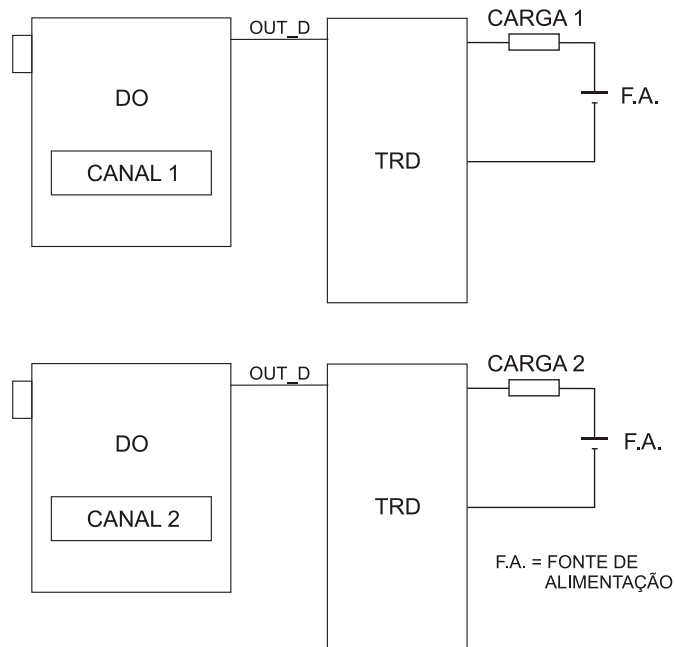 OUT_D
CARGA 1
DO
F.A.
CANAL 1
TRD
OUT_D
CARGA 2
DO
F.A.
CANAL 2
TRD
F.A. = FONTE DE
ALIMENTAÇÃO